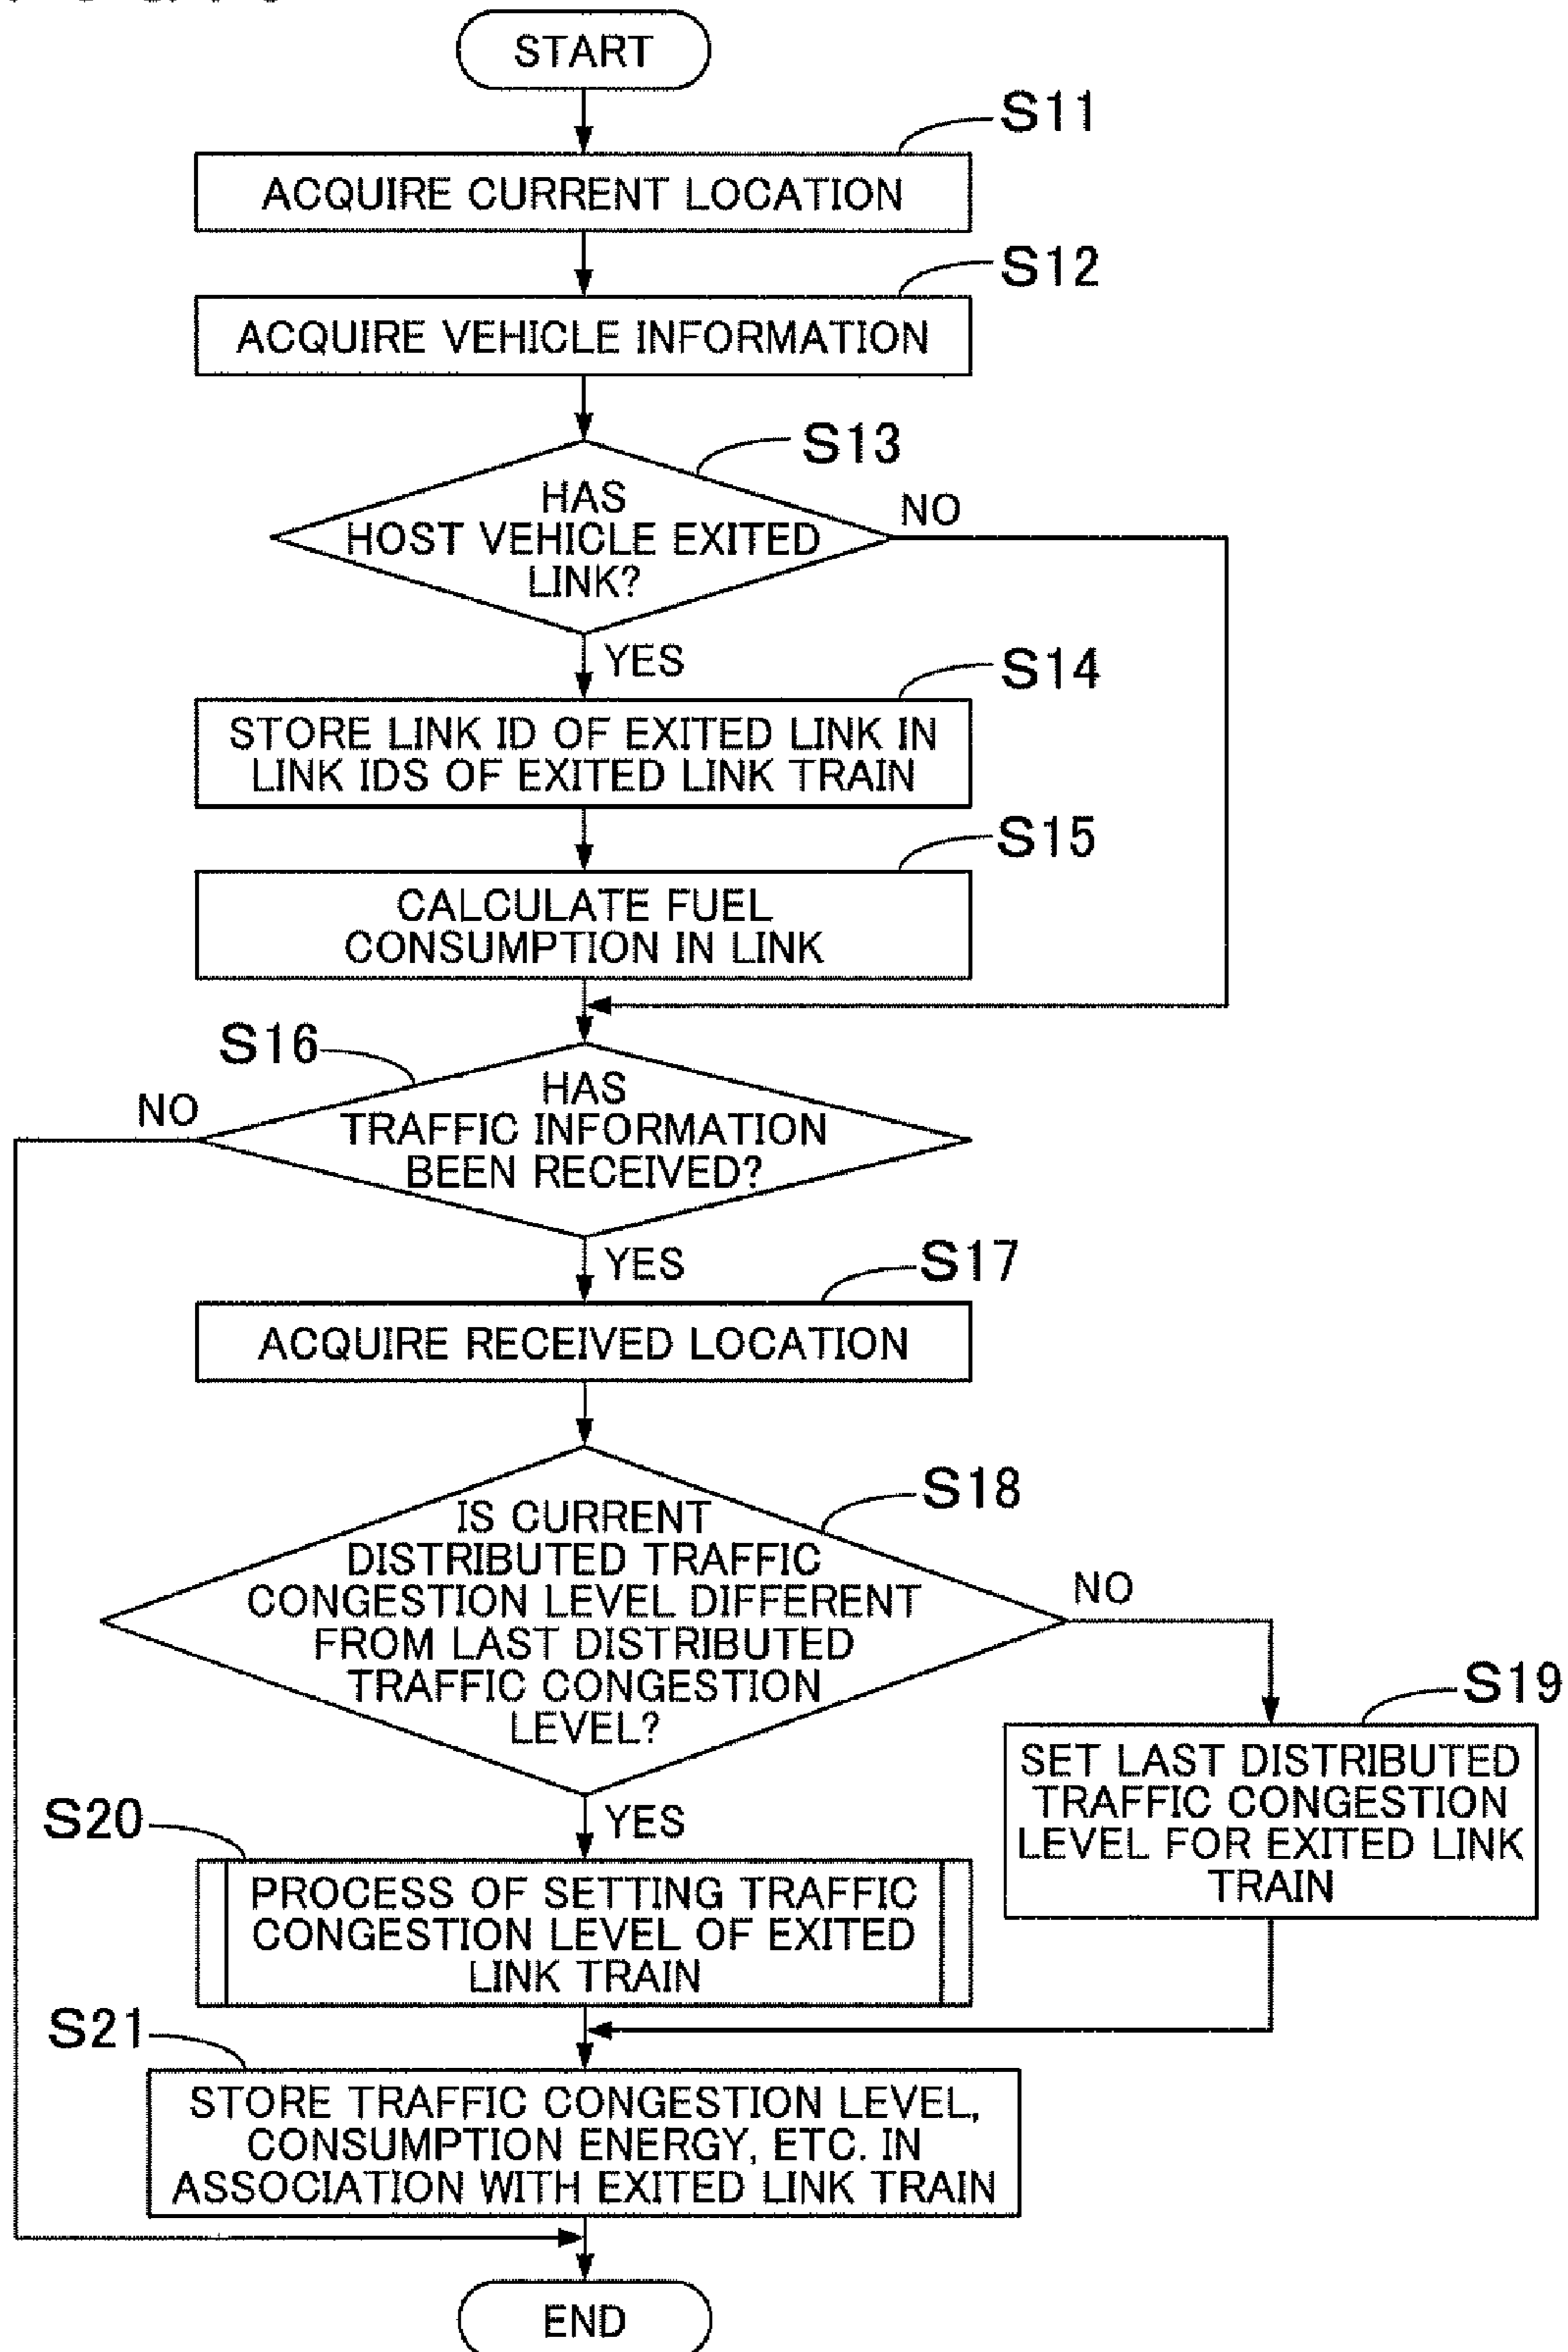 START
S11
ACQUIRE CURRENT LOCATION
S12
ACQUIRE VEHICLE INFORMATION
S13
HAS
HOST VEHICLE EXITED
LINK?
NO
YES
S14
STORE LINK ID OF EXITED LINK IN
LINK IDS OF EXITED LINK TRAIN
S15
CALCULATE FUEL
CONSUMPTION IN LINK
S16
HAS
TRAFFIC INFORMATION
BEEN RECEIVED?
NO
YES
S17
ACQUIRE RECEIVED LOCATION
S18
IS CURRENT
DISTRIBUTED TRAFFIC
CONGESTION LEVEL DIFFERENT
FROM LAST DISTRIBUTED
TRAFFIC CONGESTION
LEVEL?
NO
YES
S19
SET LAST DISTRIBUTED
TRAFFIC CONGESTION
LEVEL FOR EXITED LINK
TRAIN
S20
PROCESS OF SETTING TRAFFIC
CONGESTION LEVEL OF EXITED
LINK TRAIN
S21
STORE TRAFFIC CONGESTION LEVEL,
CONSUMPTION ENERGY, ETC. IN
ASSOCIATION WITH EXITED LINK TRAIN
END